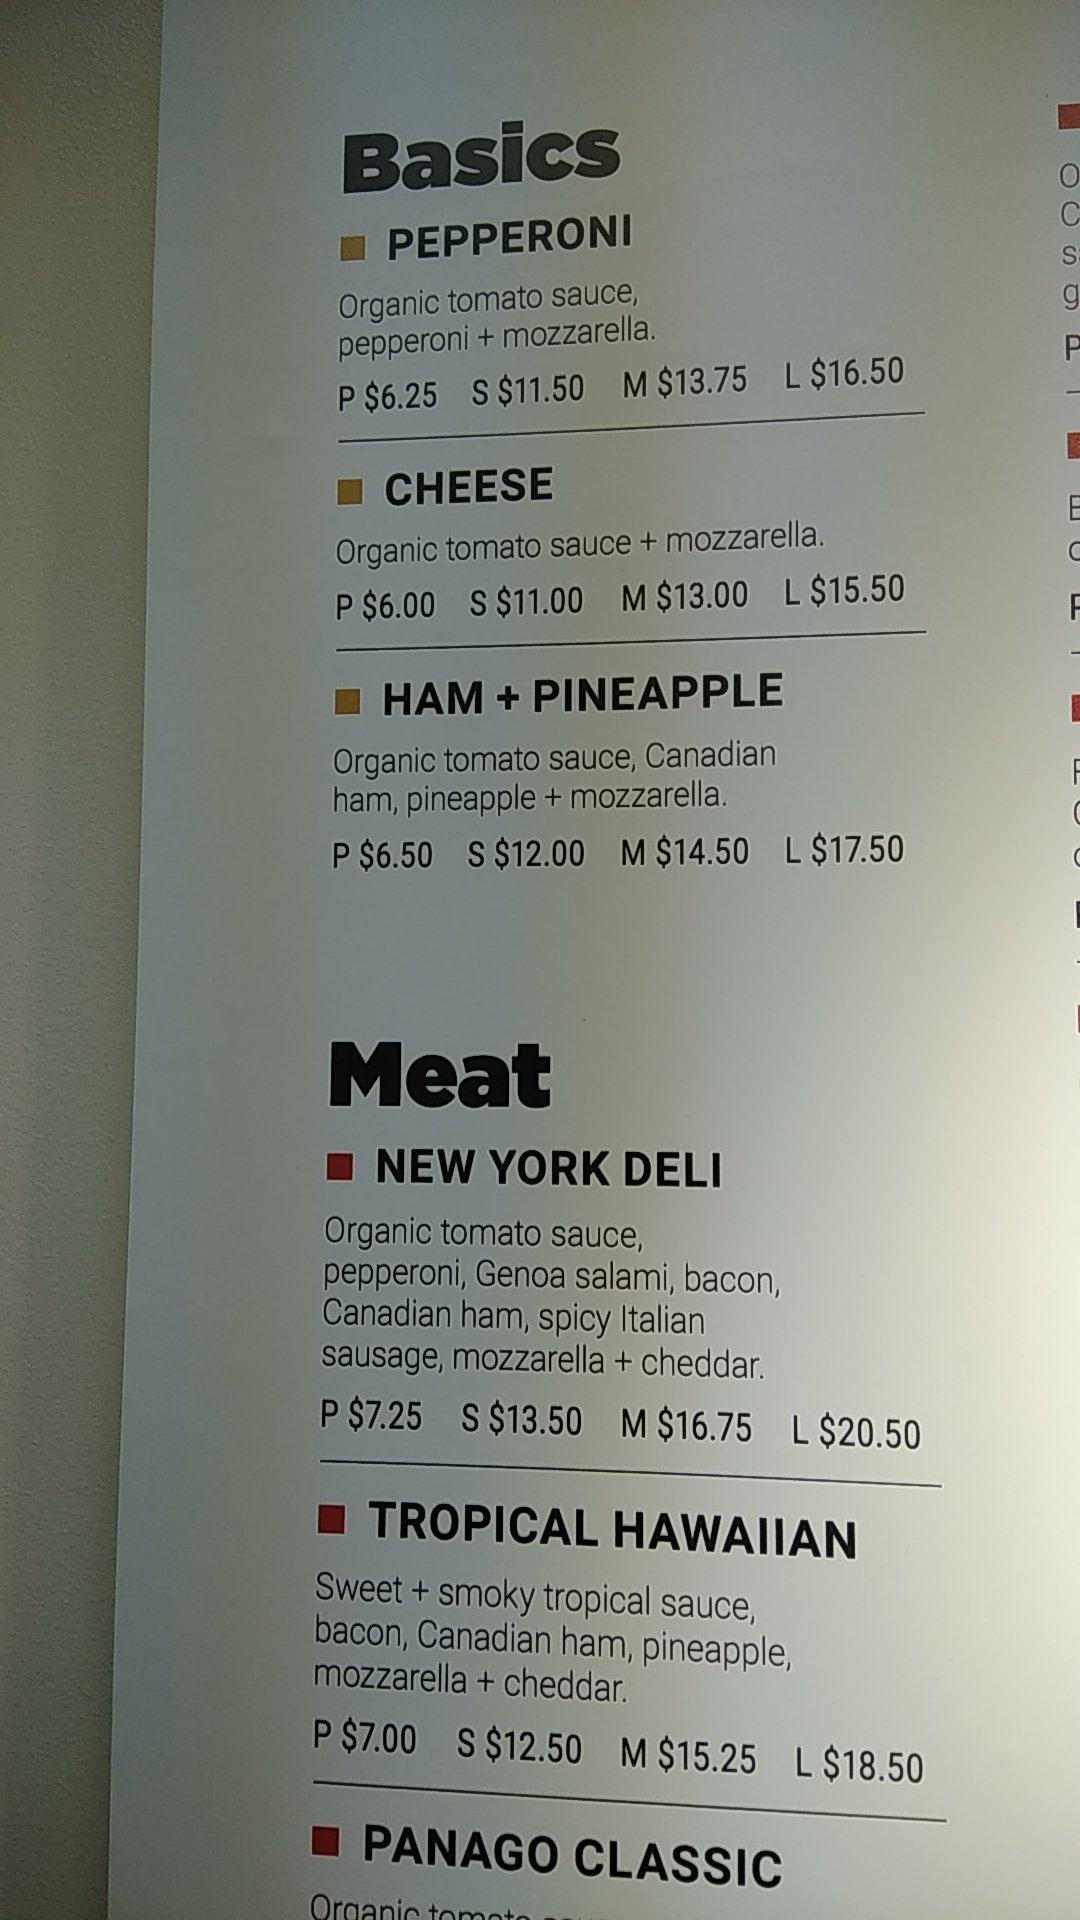 Basics
PEPPERONI
Organic tomato sauce,
pepperoni + mozzarella.
P $6.25 S $11.50 M $13.75 L $16.50
CHEESE
Organic tomato sauce + mozzarella.
P $6.00 S $11.00 M $13.00 L $15.50
HAM + PINEAPPLE
Organic tomato sauce, Canadian
ham, pineapple + mozzarella.
P $6.50 S $12.00 M $14.50 L $17.50
Meat
NEW YORK DELI
Organic tomato sauce,
pepperoni, Genoa salami, bacon,
Canadian ham, spicy Italian
sausage, mozzarella + cheddar.
P $7.25 S $13.50 M $16.75 L $20.50
TROPICAL HAWAIIAN
Sweet + smoky tropical sauce,
bacon, Canadian ham, pineapple,
mozzarella + cheddar.
P $7.00 S $12.50 M $15.25 L $18.50
PANAGO CLASSIC
Organic